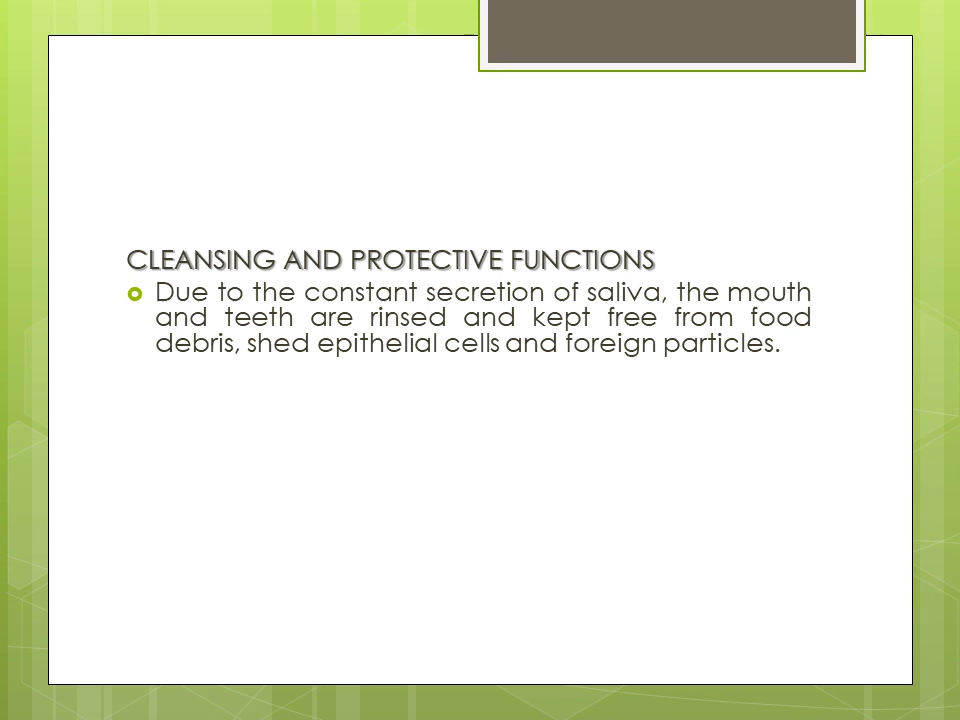 CLEANSING AND PROTECTIVE FUNCTIONS
Due to the constant secretion of saliva, the mouth
and teeth are rinsed and kept free from food
debris, shed epithelial cells and foreign particles.